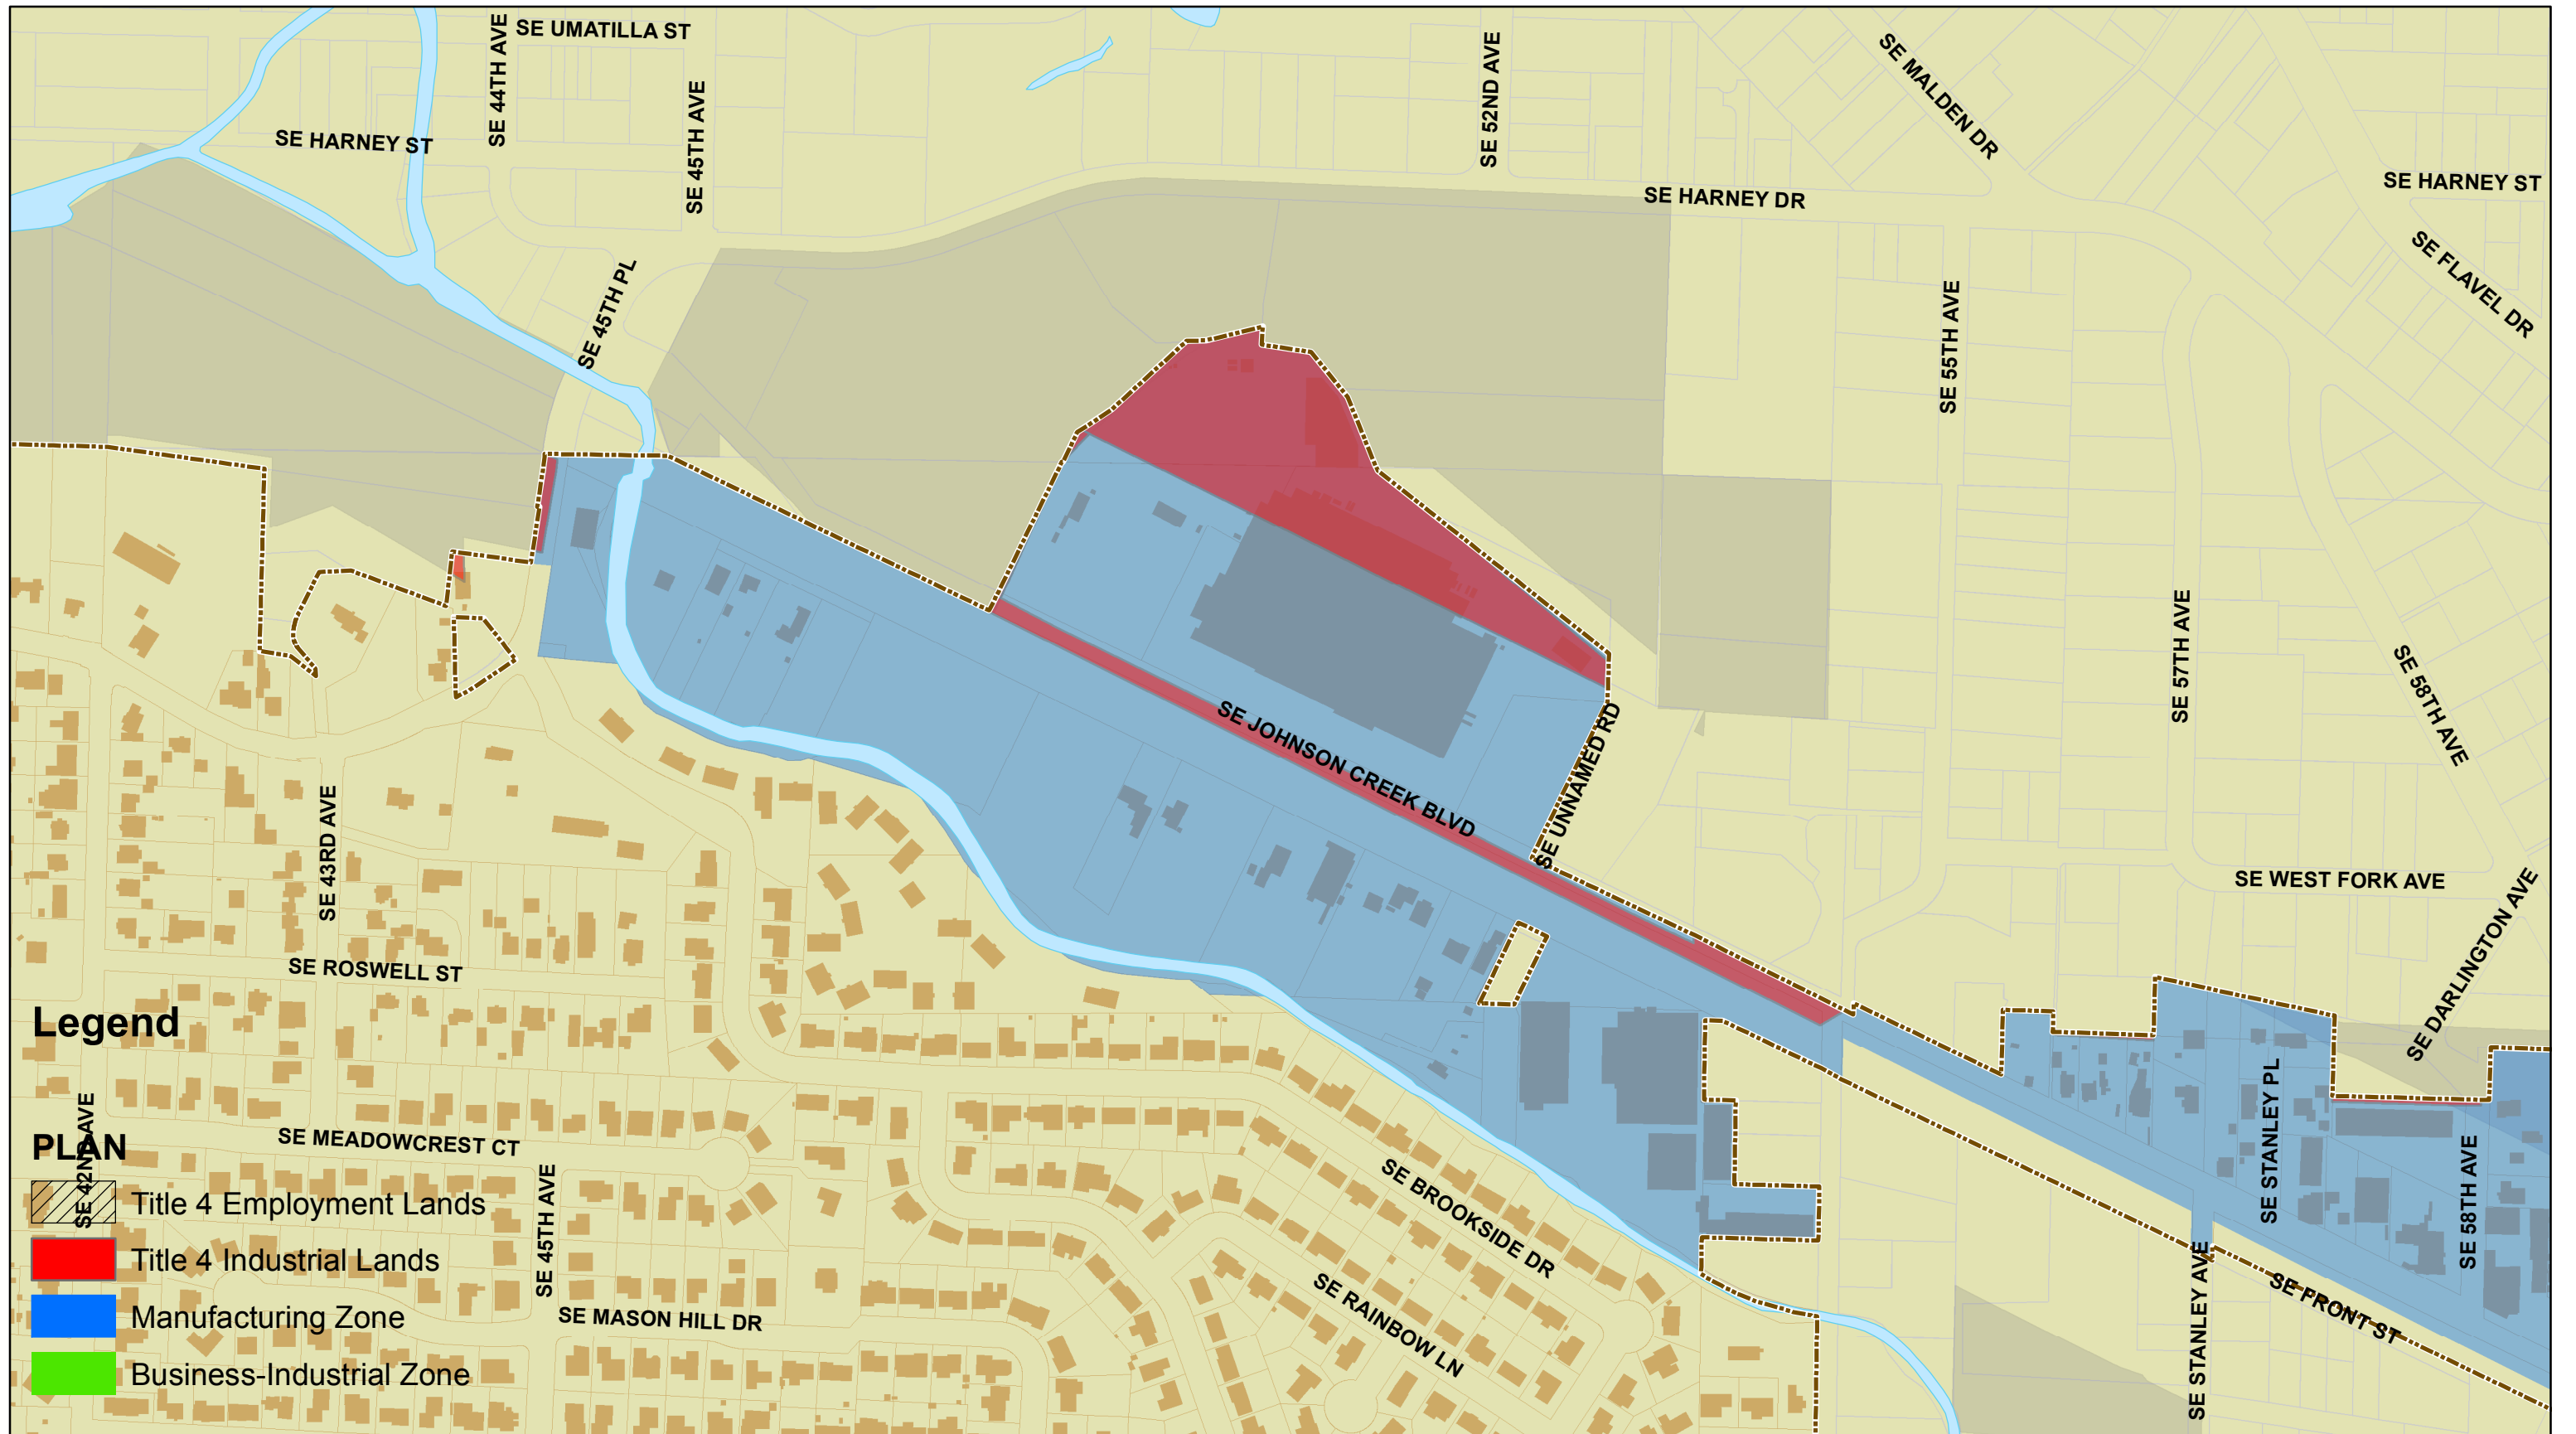 SE UMATILLA ST
SE 44TH AVE
SE 45TH AVE
SE 52ND AVE
SE MALDEN DR
SE HARNEY ST
SE HARNEY DR
SE HARNEY ST
SE FLAVEL DR
SE 45TH PL
SE 55TH AVE
SE 57TH AVE
SE 58TH AVE
SE JOHNSON CREEK BLVD
SE UNNAMED RD
SE 43RD AVE
SE WEST FORK AVE
SE DARLINGTON AVE
SE ROSWELL ST
Legend
SE 42ND AVE
SE MEADOWCREST CT
SE 45TH AVE
SE STANLEY PL
SE 58TH AVE
PLAN
Title 4 Employment Lands
Title 4 Industrial Lands
Manufacturing Zone
Business-Industrial Zone
SE BROOKSIDE DR
SE RAINBOW LN
SE MASON HILL DR
SE STANLEY AVE
SE FRONT ST